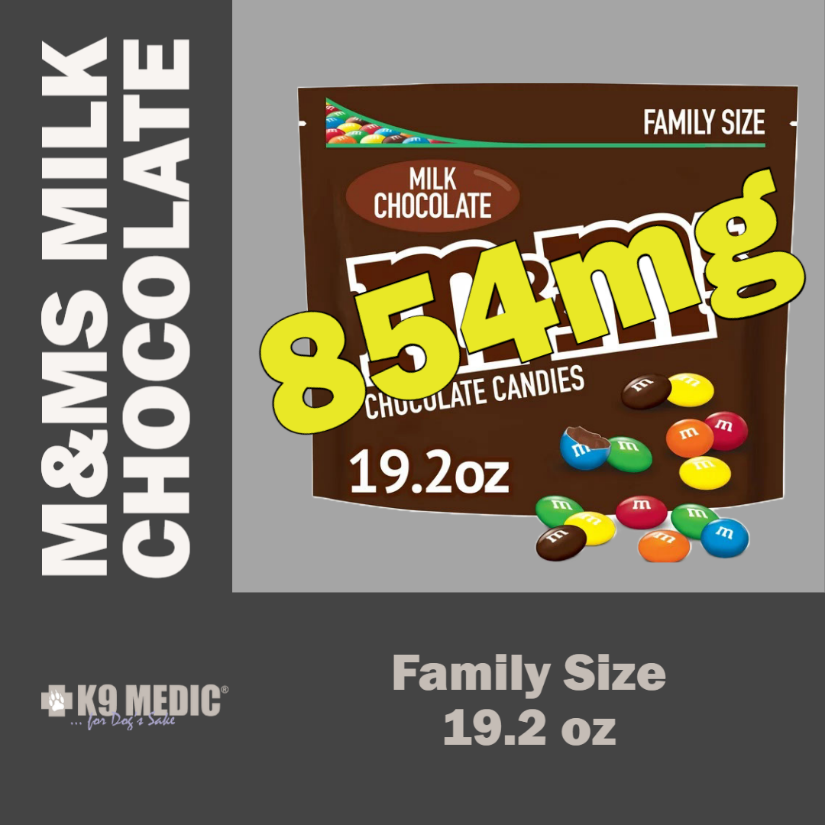 M&MS MILK
CHOCOLATE
FAMILY SIZE
MILK
CHOCOLATE
854mg
CHOCOLATE CANDIES
19.2oz
m
m
m
m
m
m
m
m
m
K9 MEDIC®
... for Dog's Sake
Family Size
19.2 oz